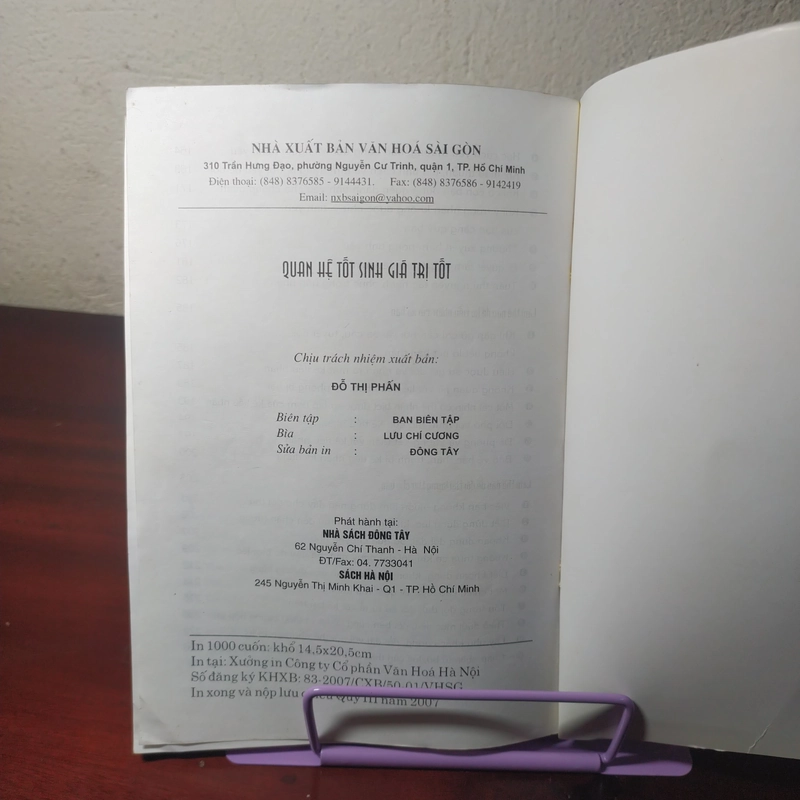 NHÀ XUẤT BẢN VĂN HOÁ SÀI GÒN
310 Trần Hưng Đạo, phường Nguyễn Cư Trinh, quận 1, TP. Hồ Chí Minh
Điện thoại: (848) 8376585 - 9144431. Fax: (848) 8376586 - 9142419
Email: nxbsaigon@yahoo.com
QUAN HỆ TỐT SINH GIÁ TRỊ TỐT
Chịu trách nhiệm xuất bản:
ĐỖ THỊ PHẤN
Biên tập : BAN BIÊN TẬP
Bìa : LƯU CHÍ CƯƠNG
Sửa bản in : ĐÔNG TÂY
Phát hành tại:
NHÀ SÁCH ĐÔNG TÂY
62 Nguyễn Chí Thanh - Hà Nội
ĐT/Fax: 04. 7733041
SÁCH HÀ NỘI
245 Nguyễn Thị Minh Khai - Q1 - TP. Hồ Chí Minh
In 1000 cuốn: khổ 14,5x20,5cm
In tại: Xưởng in Công ty Cổ phần Văn Hoá Hà Nội
Số đăng ký KHXB: 83-2007/CXB/50-01/VHSG
In xong và nộp lưu Quý III năm 2007